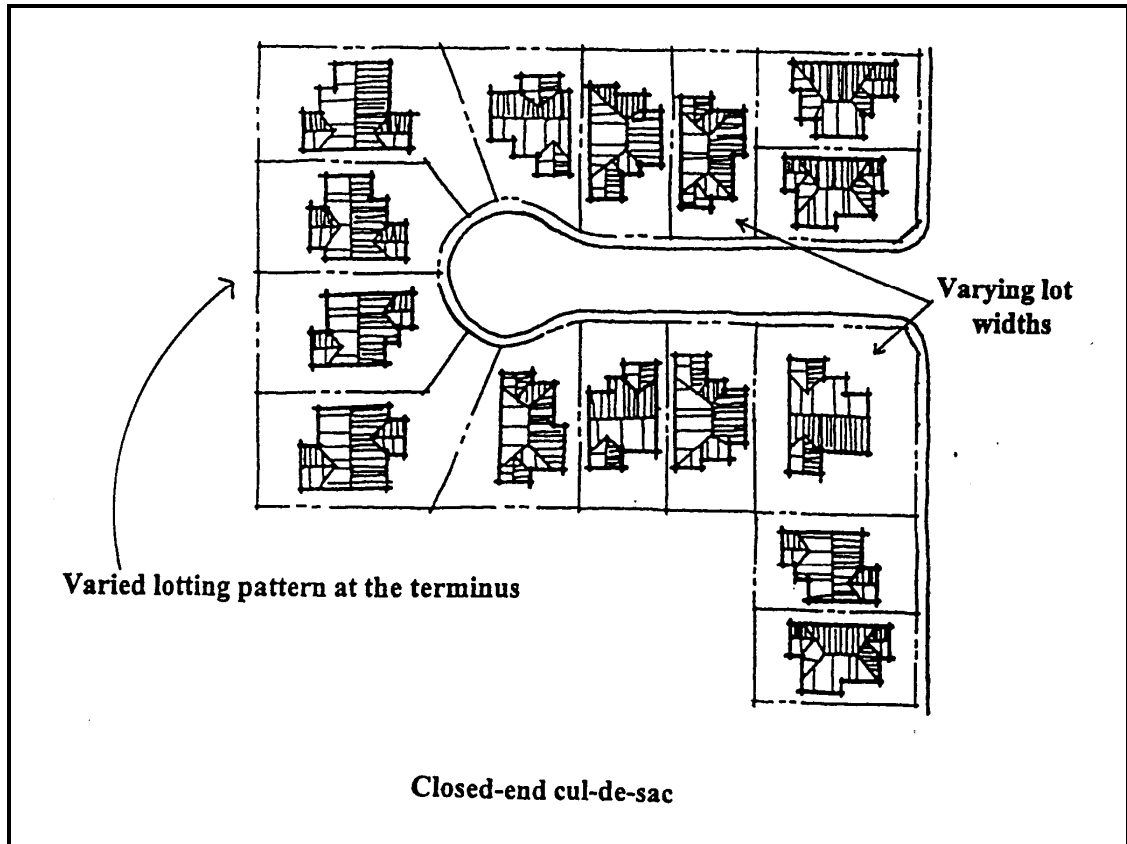 Varying lot
widths
Varied lotting pattern at the terminus
Closed-end cul-de-sac